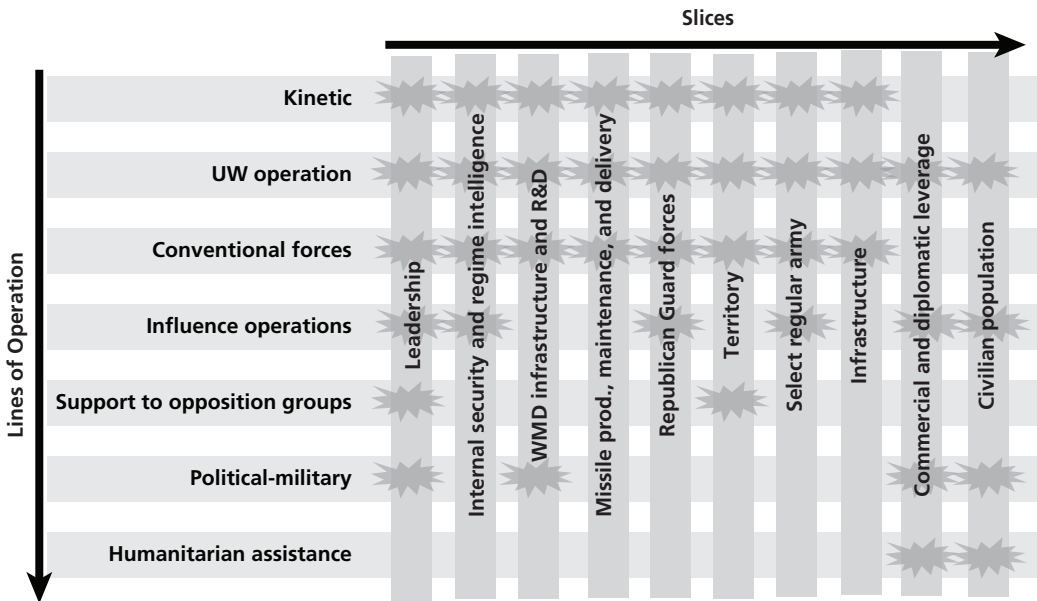 Slices
Lines of Operation
Kinetic
UW operation
Conventional forces
Influence operations
Support to opposition groups
Political-military
Humanitarian assistance
Leadership
Internal security and regime intelligence
WMD infrastructure and R&D
Missile prod., maintenance, and delivery
Republican Guard forces
Territory
Select regular army
Infrastructure
Commercial and diplomatic leverage
Civilian population